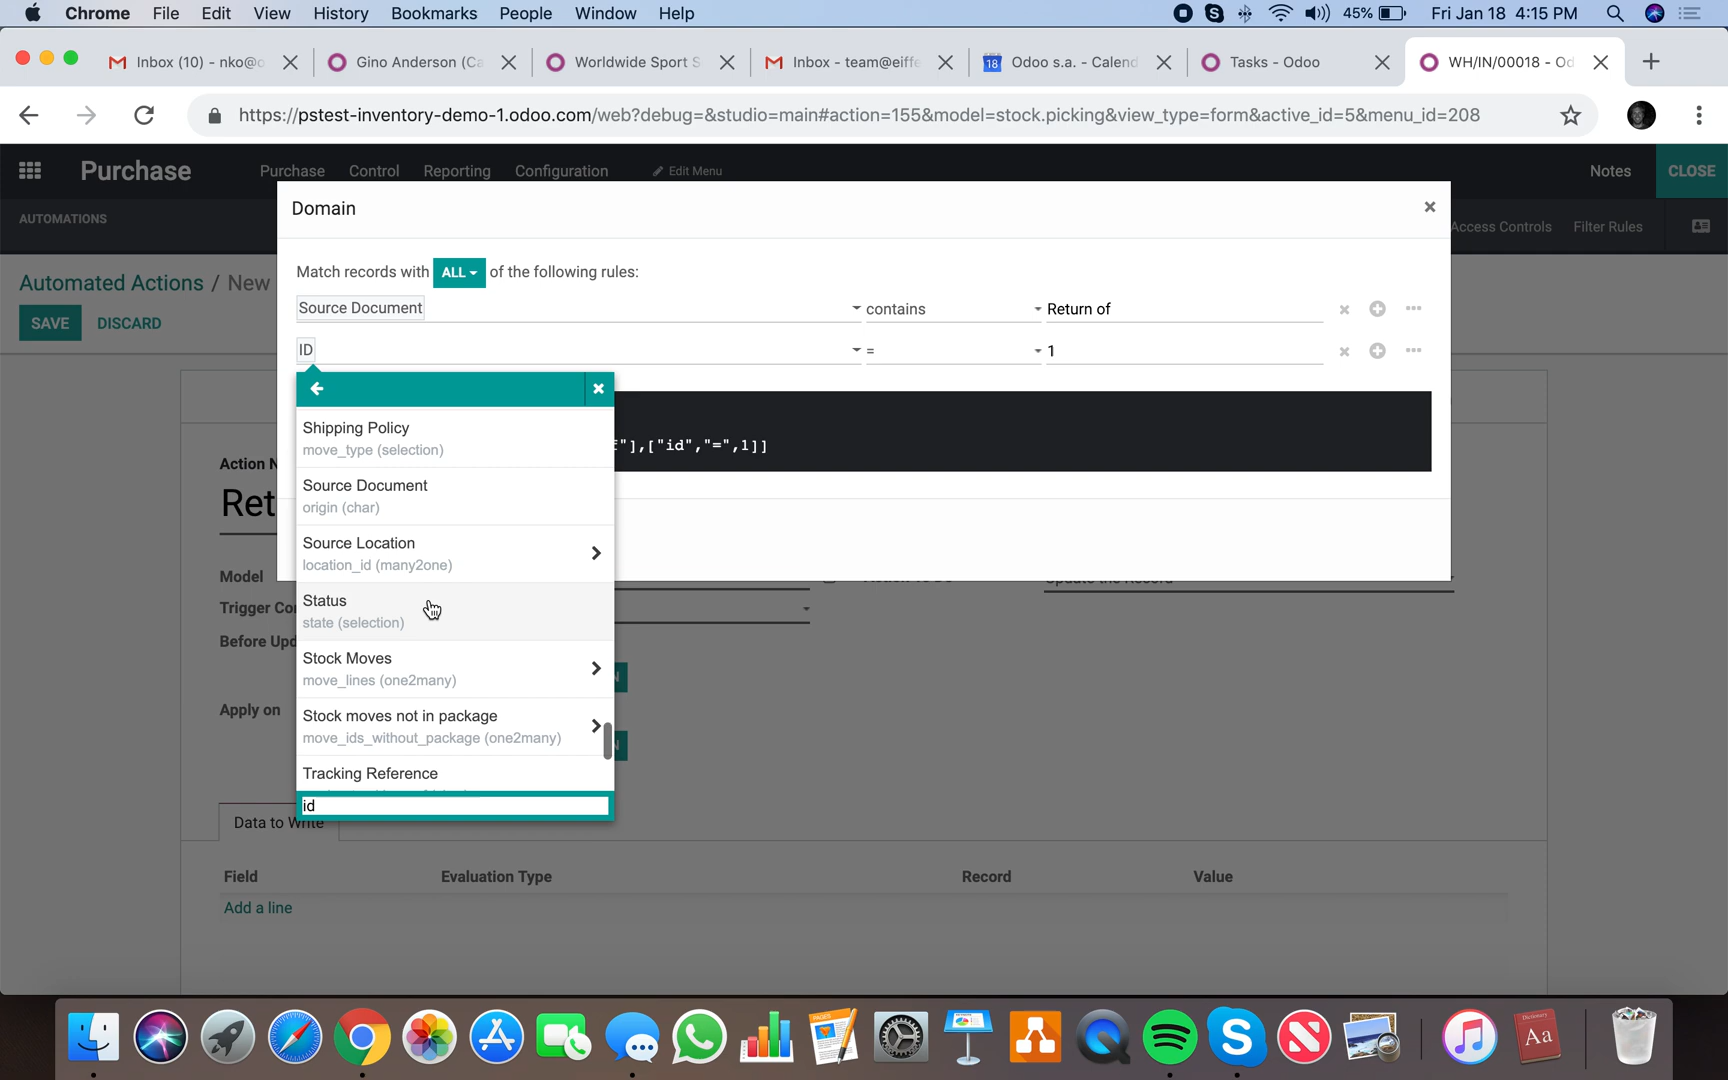 Chrome File Edit View History Bookmarks People Window Help 45% Fri Jan 18 4:15 PM
Inbox (10) - nko@o Gino Anderson (Ca Worldwide Sport S Inbox - team@eiffe 18 Odoo s.a. - Calend Tasks - Odoo WH/IN/00018 - Od
https://pstest-inventory-demo-1.odoo.com/web?debug=&studio=main#action=155&model=stock.picking&view_type=form&active_id=5&menu_id=208
Purchase Purchase Control Reporting Configuration Edit Menu Notes CLOSE
AUTOMATIONS Access Controls Filter Rules
Domain
Automated Actions / New
SAVE DISCARD
Match records with ALL of the following rules:
Source Document contains Return of
ID = 1
"],["id","=",1]]
Shipping Policy
move_type (selection)
Source Document
origin (char)
Source Location
location_id (many2one)
Status
state (selection)
Stock Moves
move_lines (one2many)
Stock moves not in package
move_ids_without_package (one2many)
Tracking Reference
id
Action N
Ret
Model
Trigger Co
Before Upd
Apply on
Update the Record
N
N
Data to Write
Field Evaluation Type Record Value
Add a line
PAGES
Aa